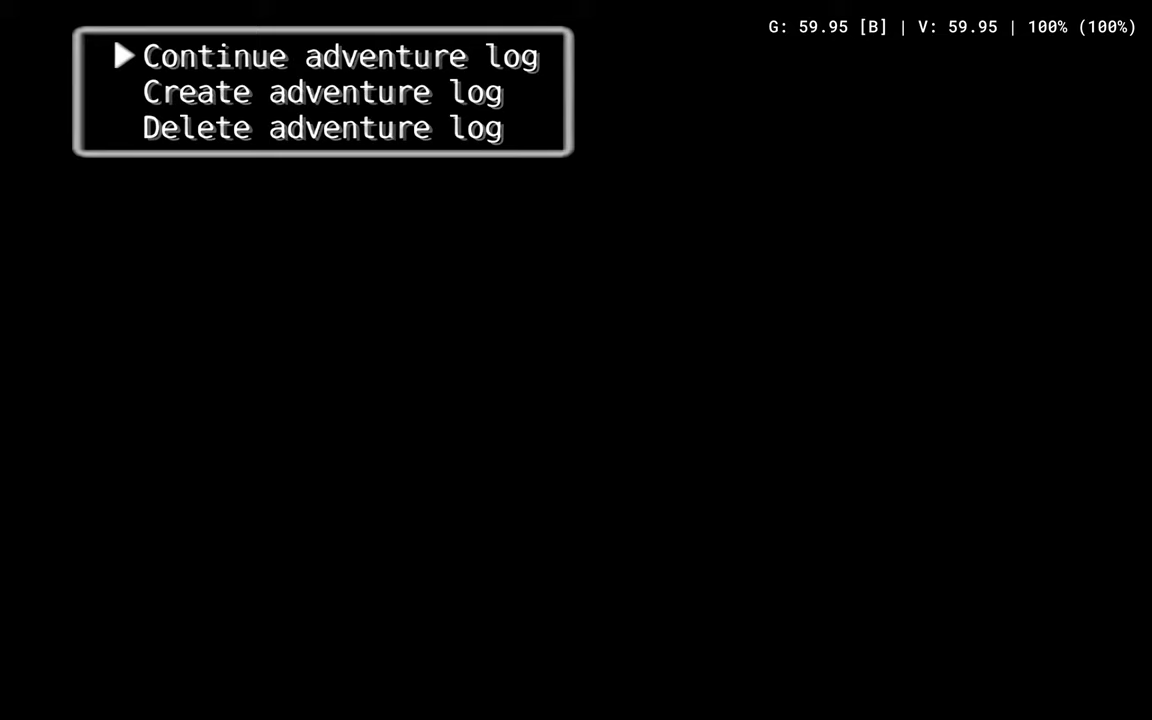 G: 59.95 [B] | V: 59.95 | 100% (100%)
Continue adventure log
Create adventure log
Delete adventure log